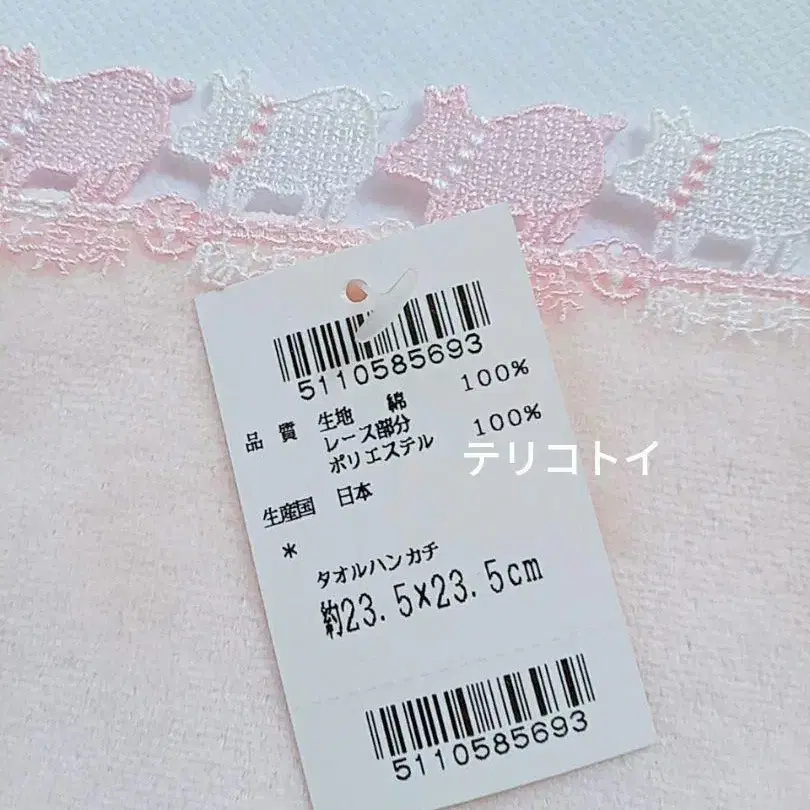 5110585693
品 質 生地 綿 100%
レース部分
ポリエステル 100%
テリコトイ
生産国 日本
*
タオルハンカチ
約23.5×23.5cm
5110585693